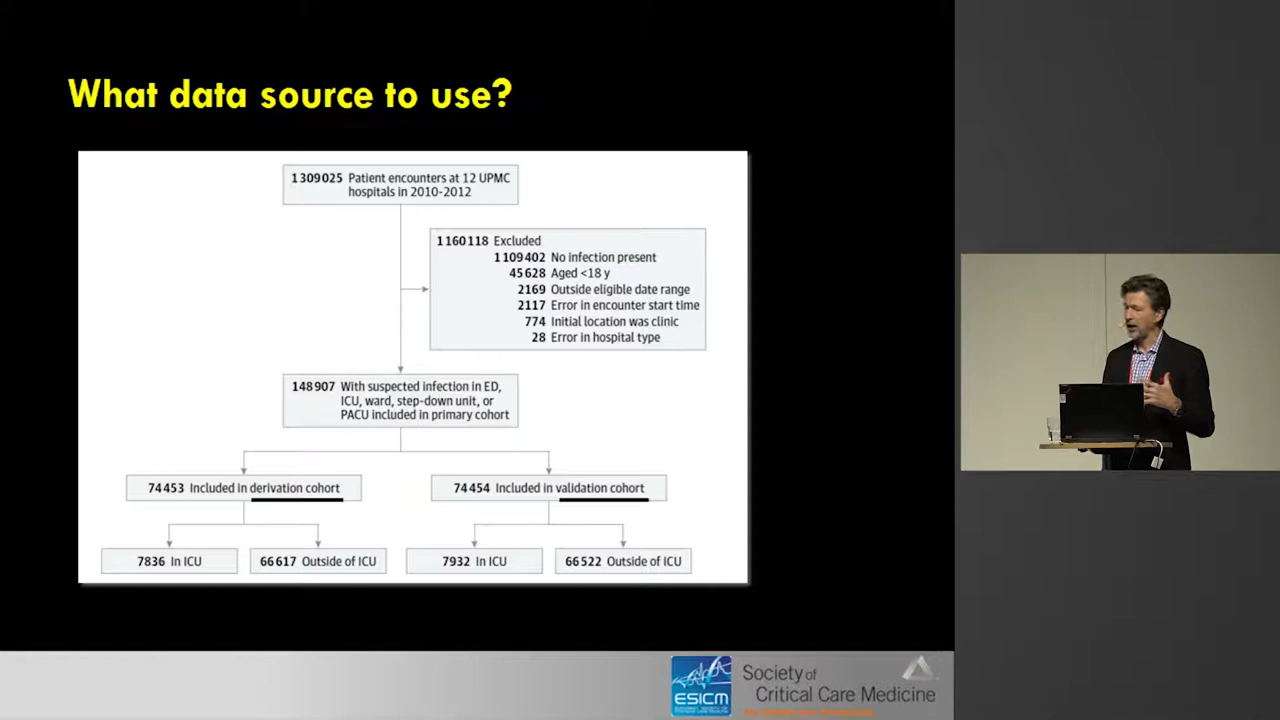 What data source to use?
1309025 Patient encounters at 12 UPMC
hospitals in 2010-2012
1160118 Excluded
1109402 No infection present
45628 Aged <18 y
2169 Outside eligible date range
2117 Error in encounter start time
774 Initial location was clinic
28 Error in hospital type
148907 With suspected infection in ED,
ICU, ward, step-down unit, or
PACU included in primary cohort
74453 Included in derivation cohort
74454 Included in validation cohort
7836 In ICU
66617 Outside of ICU
7932 In ICU
66522 Outside of ICU
ESICM
Society of
Critical Care Medicine